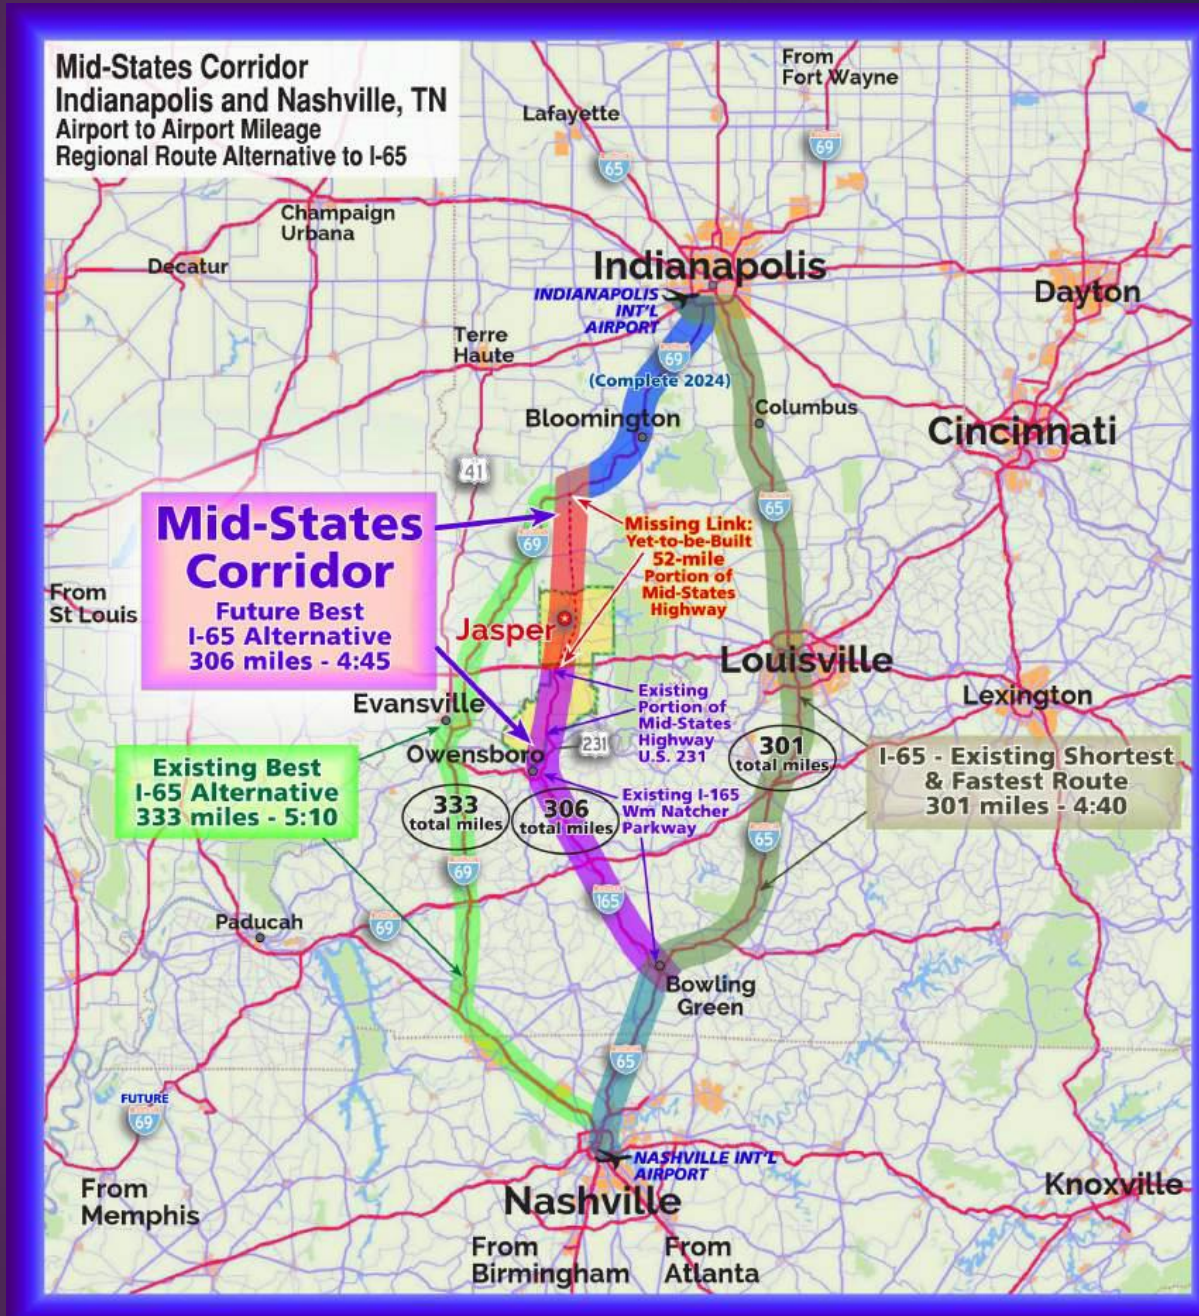 Mid-States Corridor
Indianapolis and Nashville, TN
Airport to Airport Mileage
Regional Route Alternative to I-65
From
Fort Wayne
Lafayette
69
65
Champaign
Urbana
Decatur
Indianapolis
INDIANAPOLIS
INT'L
AIRPORT
Dayton
Terre
Haute
69
(Complete 2024)
Bloomington
Columbus
Cincinnati
41
65
Mid-States
Corridor
Future Best
I-65 Alternative
306 miles - 4:45
69
Missing Link:
Yet-to-be-Built
52-mile
Portion of
Mid-States
Highway
From
St Louis
Jasper
Louisville
Lexington
Existing
Portion of
Mid-States
Highway
U.S. 231
Evansville
Owensboro
231
301
total miles
I-65 - Existing Shortest
& Fastest Route
301 miles - 4:40
Existing Best
I-65 Alternative
333 miles - 5:10
333
total miles
306
total miles
Existing I-165
Wm Natcher
Parkway
65
69
165
Paducah
69
Bowling
Green
65
FUTURE
69
NASHVILLE INT'L
AIRPORT
Nashville
Knoxville
From
Memphis
From
Birmingham
From
Atlanta